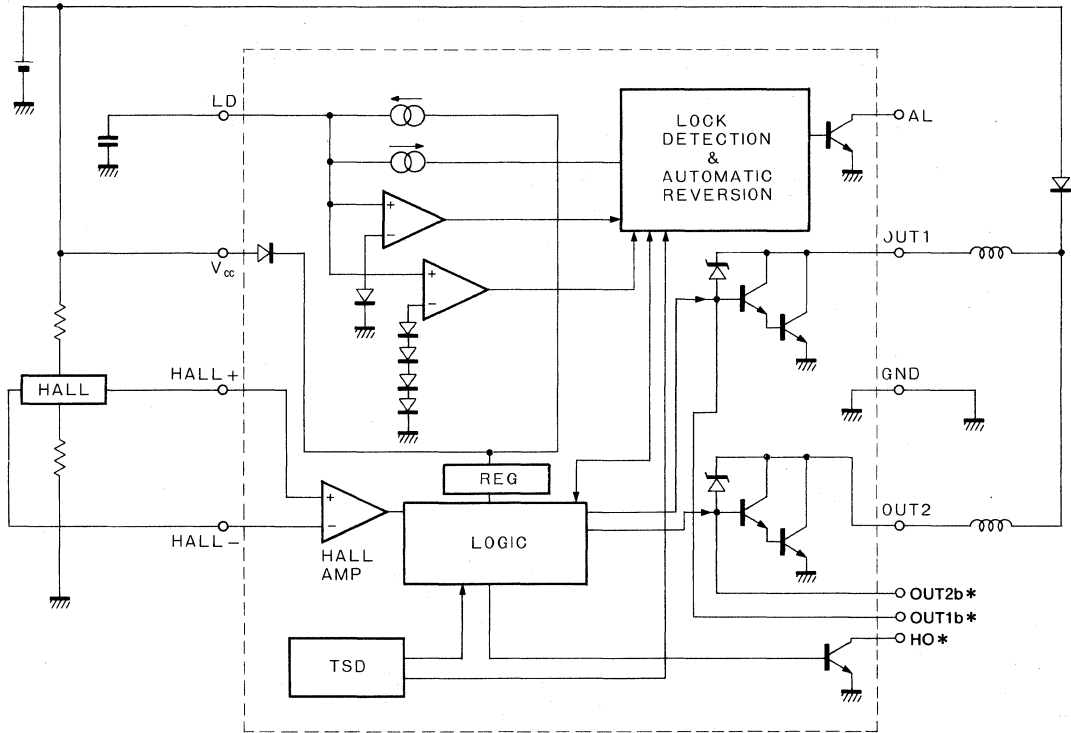 LD
LOCK
DETECTION
&
AUTOMATIC
REVERSION
AL
+
−
OUT1
Vcc
+
−
HALL+
HALL
GND
REG
+
−
LOGIC
HALL−
HALL
AMP
OUT2
OUT2b*
OUT1b*
HO*
TSD